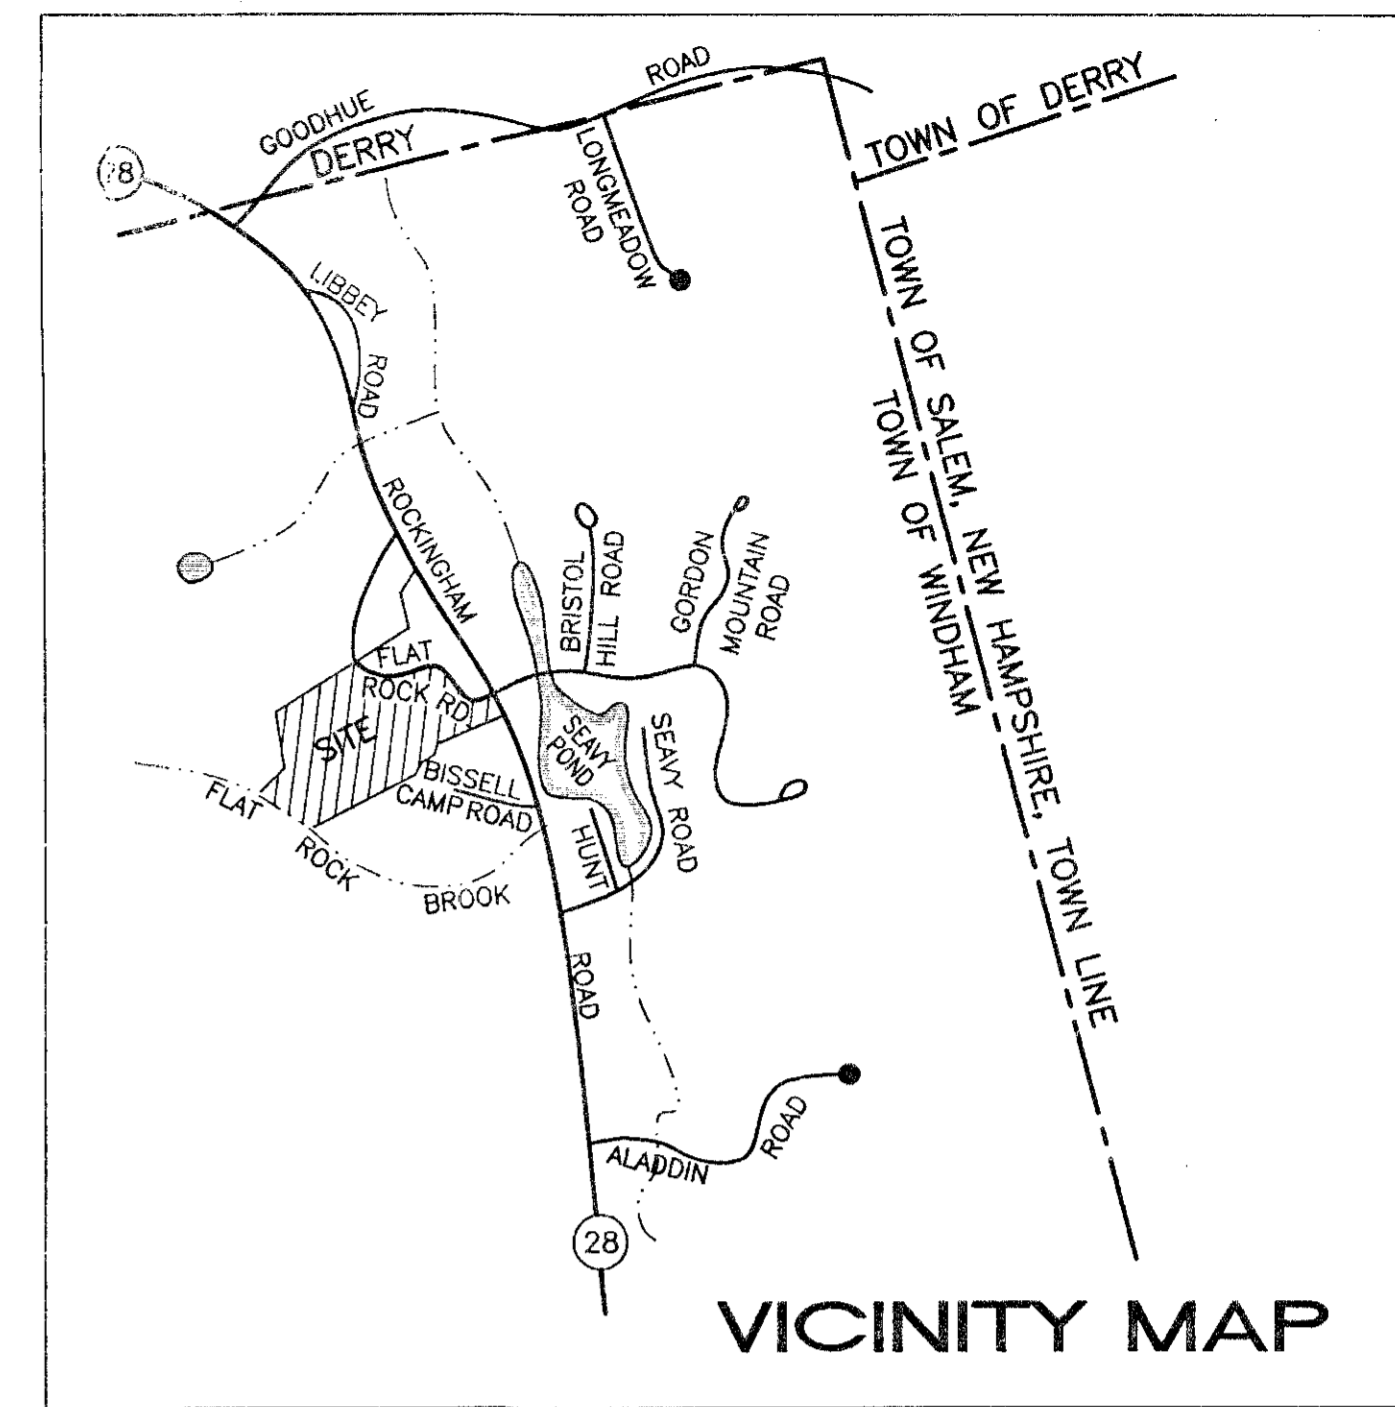 GOODHUE ROAD
DERRY
TOWN OF DERRY
28
LONGMEADOW
ROAD
LIBBEY ROAD
TOWN OF SALEM, NEW HAMPSHIRE, TOWN LINE
TOWN OF WINDHAM
ROCKINGHAM ROAD
BRISTOL
HILL ROAD
GORDON
MOUNTAIN
ROAD
FLAT
ROCK RD
SITE
SEAVY
POND
SEAVY ROAD
BISSELL
CAMP ROAD
HUNT
FLAT ROCK BROOK
ALADDIN ROAD
28
VICINITY MAP